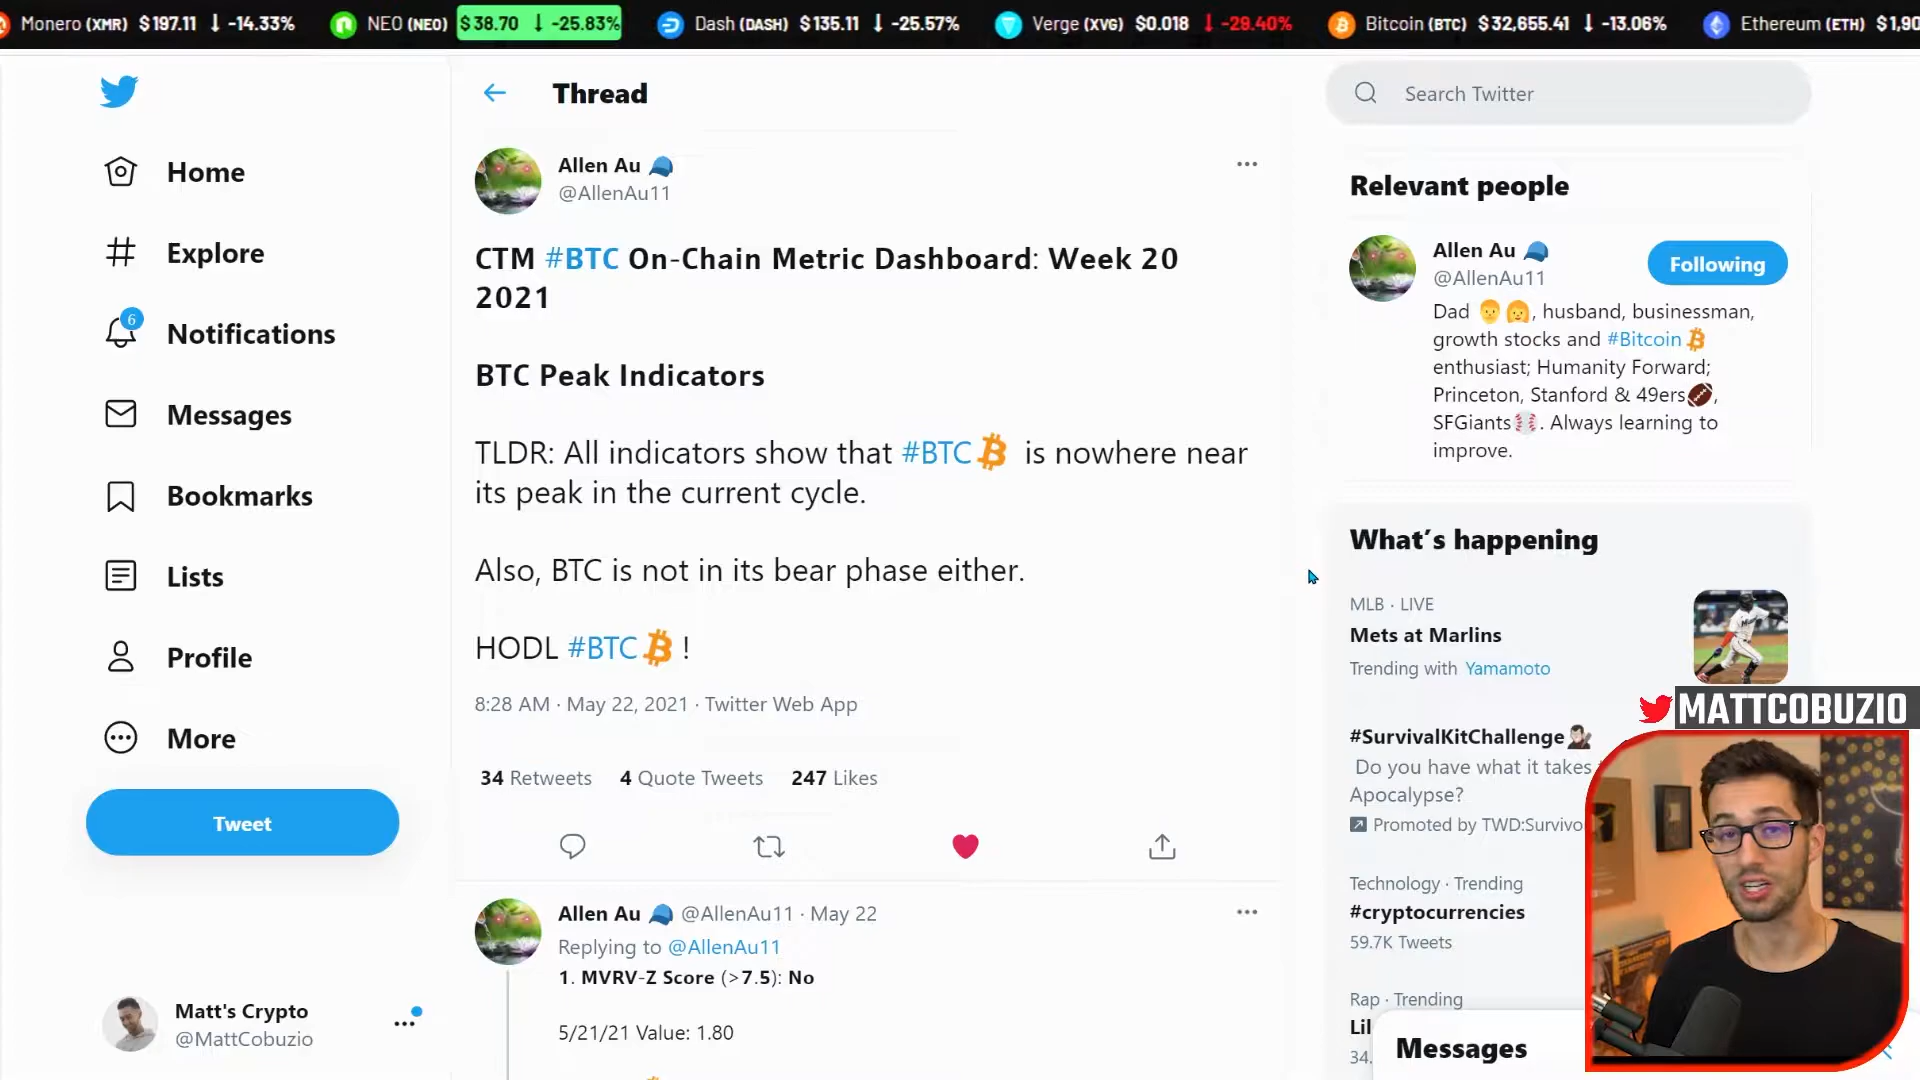 Monero (XMR) $197.11 ↓ -14.33% NEO (NEO) $38.70 ↓ -25.83% Dash (DASH) $135.11 ↓ -25.57% Verge (XVG) $0.018 ↓ -29.40% Bitcoin (BTC) $32,655.41 ↓ -13.06% Ethereum (ETH) $1,90
Home
Explore
6
Notifications
Messages
Bookmarks
Lists
Profile
More
Tweet
Matt's Crypto
@MattCobuzio
Thread
Allen Au
@AllenAu11
CTM #BTC On-Chain Metric Dashboard: Week 20
2021
BTC Peak Indicators
TLDR: All indicators show that #BTC is nowhere near
its peak in the current cycle.
Also, BTC is not in its bear phase either.
HODL #BTC !
8:28 AM · May 22, 2021 · Twitter Web App
34 Retweets 4 Quote Tweets 247 Likes
Allen Au @AllenAu11 · May 22
Replying to @AllenAu11
1. MVRV-Z Score (>7.5): No
5/21/21 Value: 1.80
Search Twitter
Relevant people
Allen Au
@AllenAu11
Following
Dad , husband, businessman,
growth stocks and #Bitcoin
enthusiast; Humanity Forward;
Princeton, Stanford & 49ers ,
SFGiants . Always learning to
improve.
What's happening
MLB · LIVE
Mets at Marlins
Trending with Yamamoto
MATTCOBUZIO
#SurvivalKitChallenge
Do you have what it takes
Apocalypse?
Promoted by TWD:Survivo
Technology · Trending
#cryptocurrencies
59.7K Tweets
Rap · Trending
Lil
34.
Messages